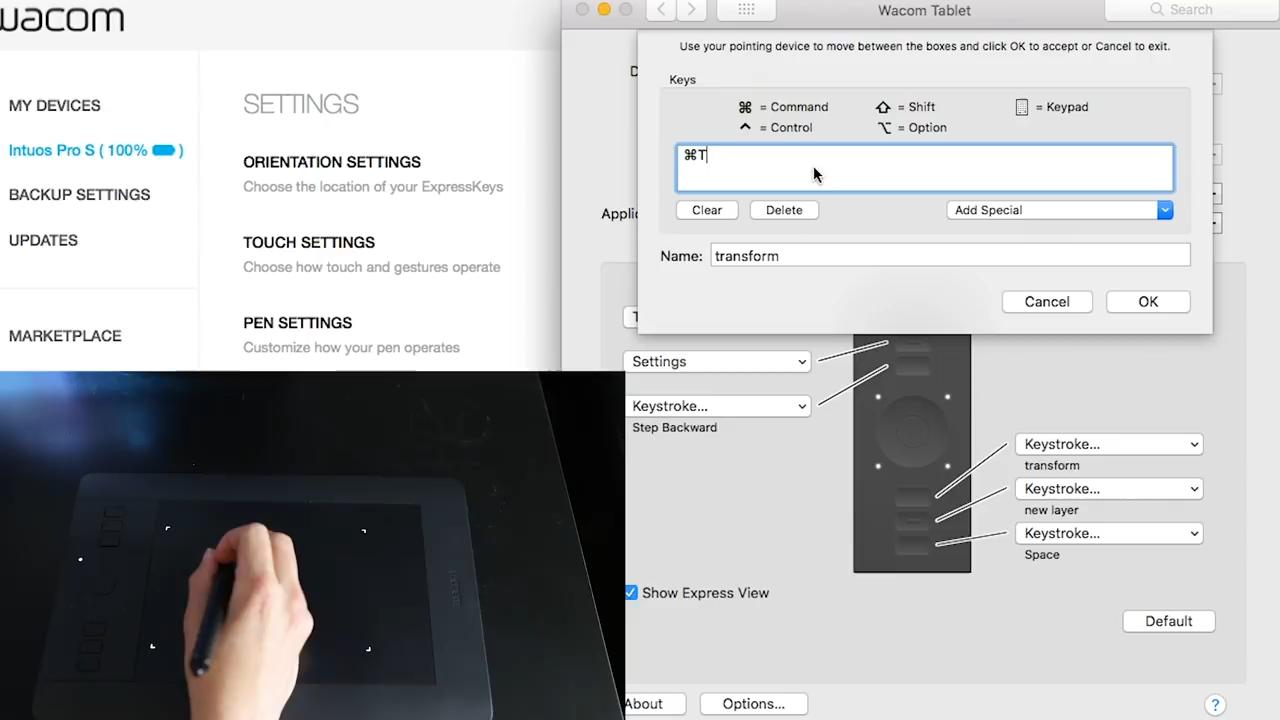 wacom
MY DEVICES
Intuos Pro S ( 100% )
BACKUP SETTINGS
UPDATES
MARKETPLACE
SETTINGS
ORIENTATION SETTINGS
Choose the location of your ExpressKeys
TOUCH SETTINGS
Choose how touch and gestures operate
PEN SETTINGS
Customize how your pen operates
Wacom Tablet
Search
Use your pointing device to move between the boxes and click OK to accept or Cancel to exit.
Keys
⌘ = Command
⇧ = Shift
= Keypad
^ = Control
⌥ = Option
⌘T
Clear
Delete
Add Special
Name: transform
Cancel
OK
D
Applic
T
Settings
Keystroke...
Step Backward
Keystroke...
transform
Keystroke...
new layer
Keystroke...
Space
Show Express View
Default
About
Options...
?